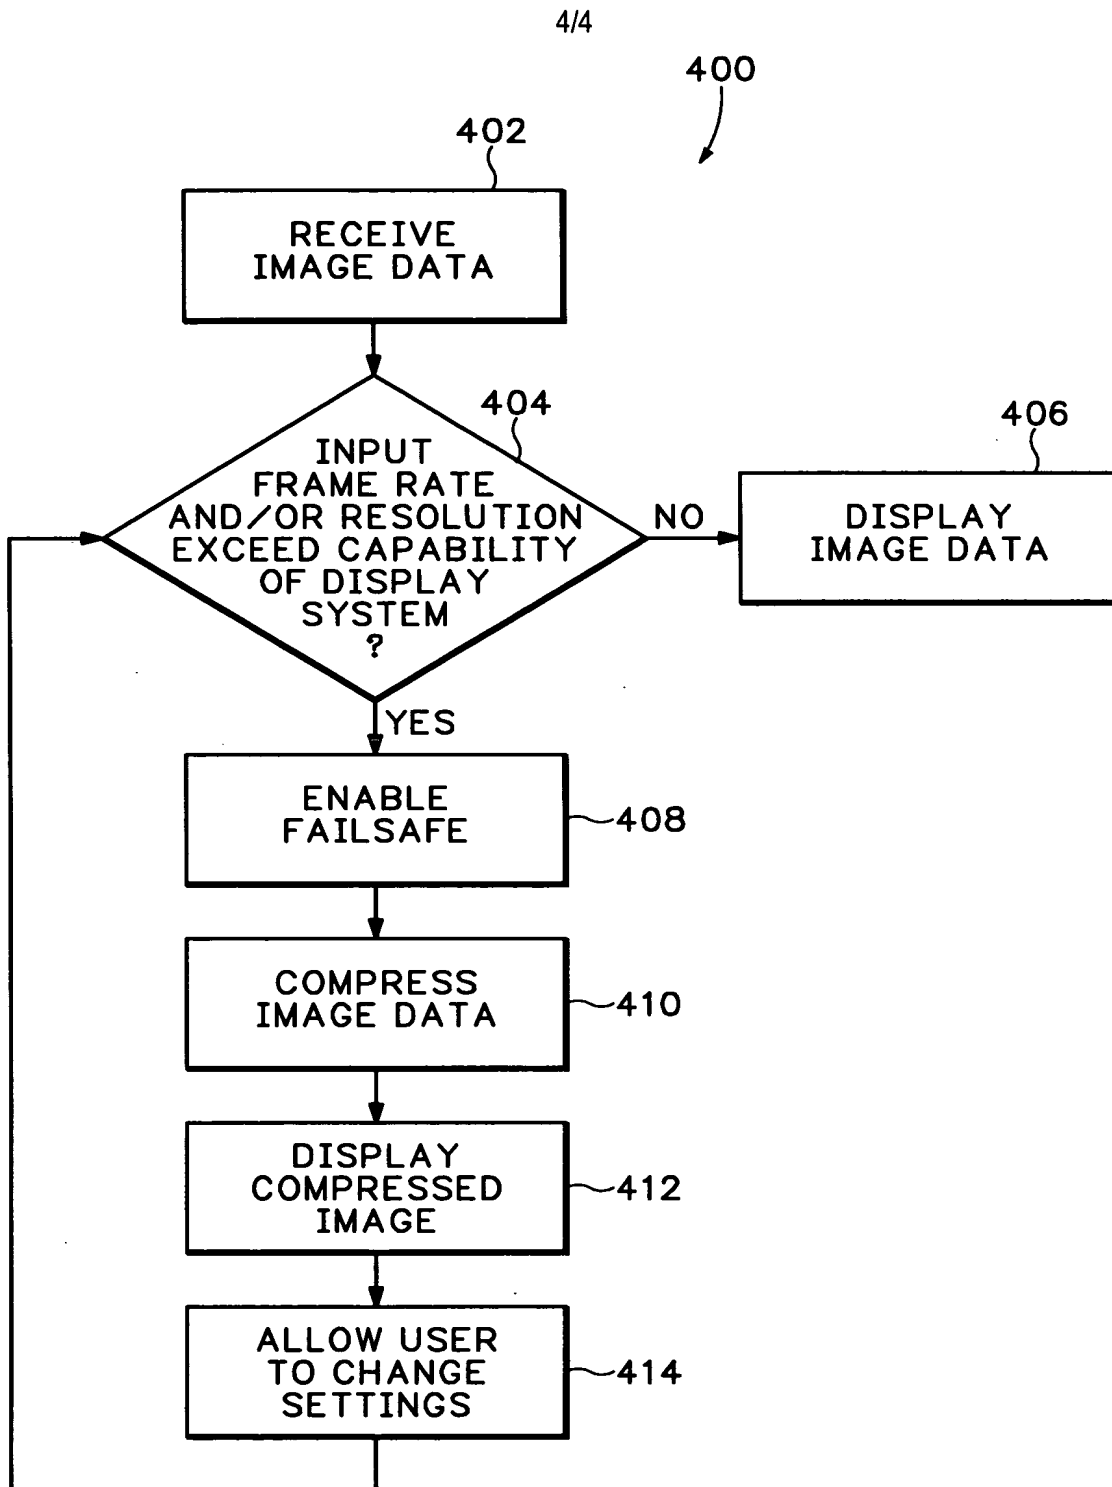 4/4
400
402
RECEIVE
IMAGE DATA
404
INPUT
FRAME RATE
AND/OR RESOLUTION
EXCEED CAPABILITY
OF DISPLAY
SYSTEM
?
NO
406
DISPLAY
IMAGE DATA
YES
ENABLE
FAILSAFE
408
COMPRESS
IMAGE DATA
410
DISPLAY
COMPRESSED
IMAGE
412
ALLOW USER
TO CHANGE
SETTINGS
414